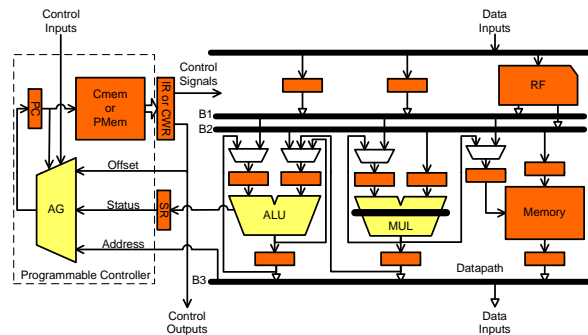 Control
Inputs
Data
Inputs
Control
Signals
PC
Cmem
or
PMem
IR or CWR
RF
B1
B2
Offset
Status
SR
AG
ALU
MUL
Memory
Address
Programmable Controller
B3
Datapath
Control
Outputs
Data
Inputs